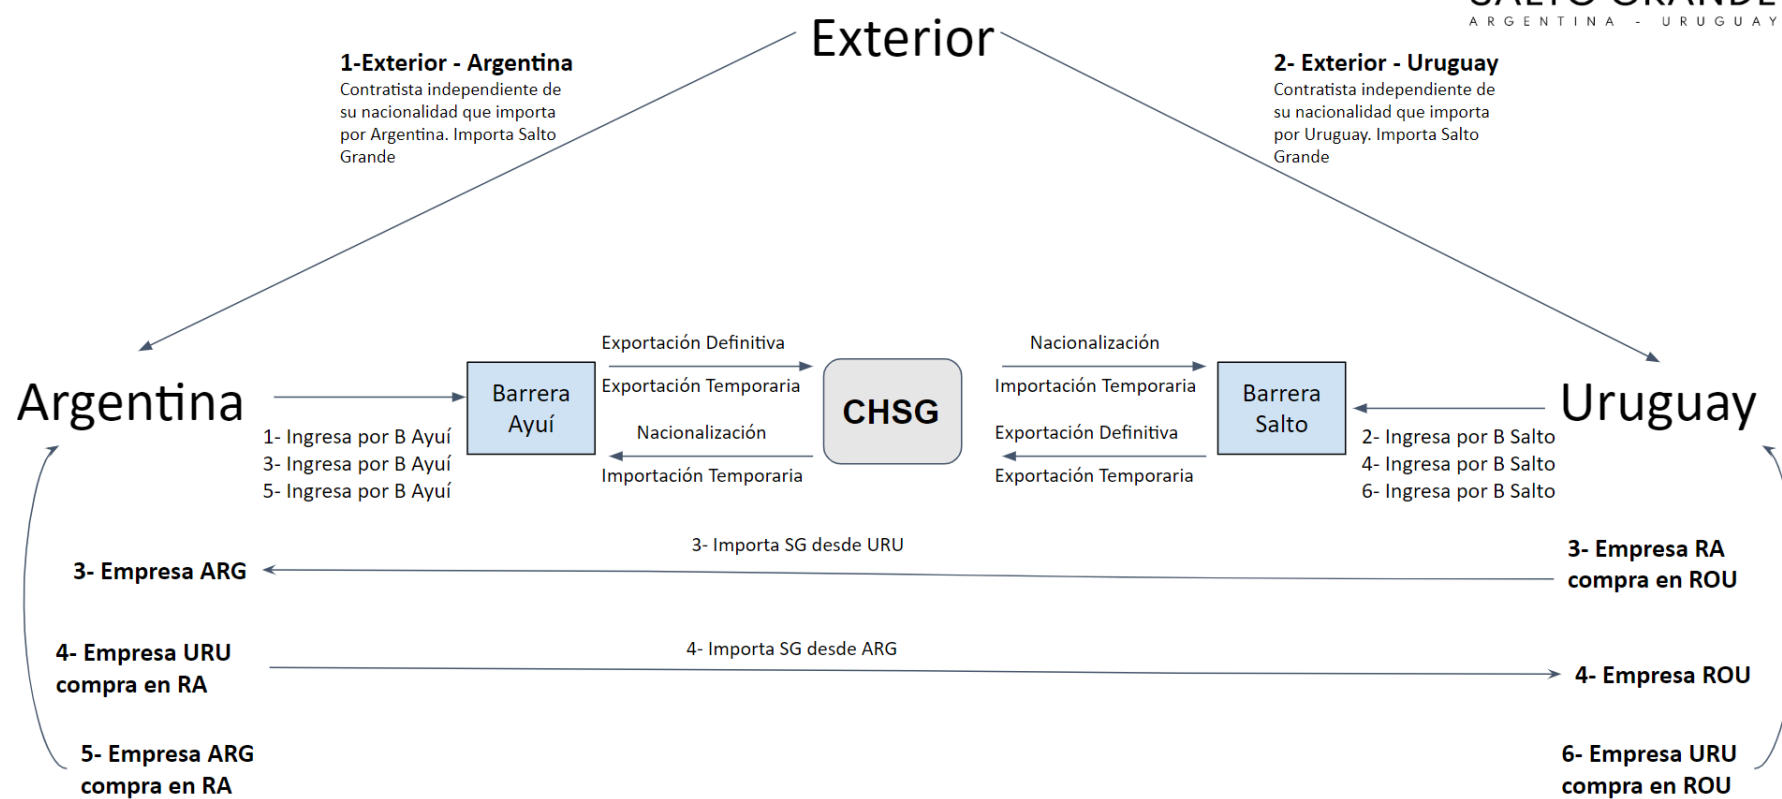 SALTO GRANDE
ARGENTINA - URUGUAY
Exterior
1-Exterior - Argentina
Contratista independiente de
su nacionalidad que importa
por Argentina. Importa Salto
Grande
2- Exterior - Uruguay
Contratista independiente de
su nacionalidad que importa
por Uruguay. Importa Salto
Grande
Argentina
1- Ingresa por B Ayuí
3- Ingresa por B Ayuí
5- Ingresa por B Ayuí
Barrera
Ayuí
Exportación Definitiva
Exportación Temporaria
Nacionalización
Importación Temporaria
CHSG
Nacionalización
Importación Temporaria
Exportación Definitiva
Exportación Temporaria
Barrera
Salto
Uruguay
2- Ingresa por B Salto
4- Ingresa por B Salto
6- Ingresa por B Salto
3- Empresa ARG
3- Importa SG desde URU
3- Empresa RA
compra en ROU
4- Empresa URU
compra en RA
4- Importa SG desde ARG
4- Empresa ROU
5- Empresa ARG
compra en RA
6- Empresa URU
compra en ROU